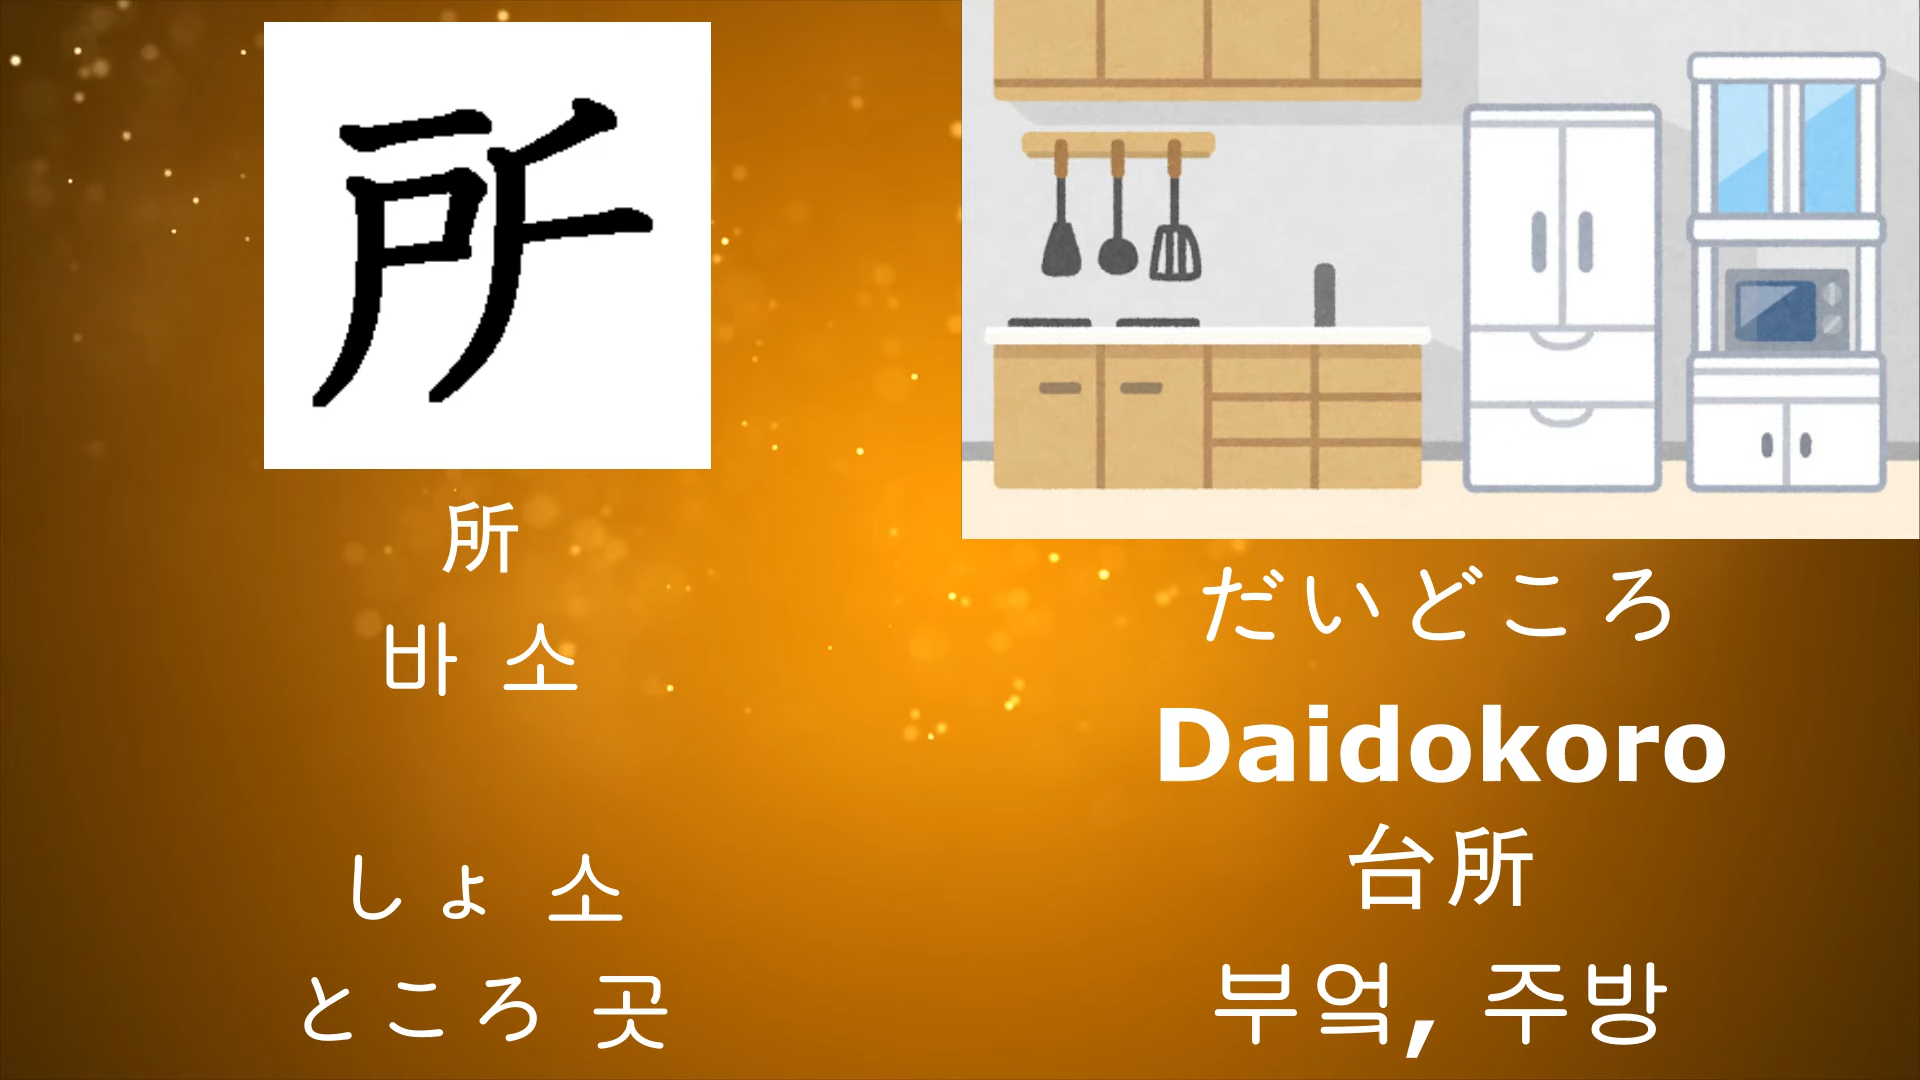 所
所
바 소
しょ 소
ところ 곳
だいどころ
Daidokoro
台所
부엌, 주방